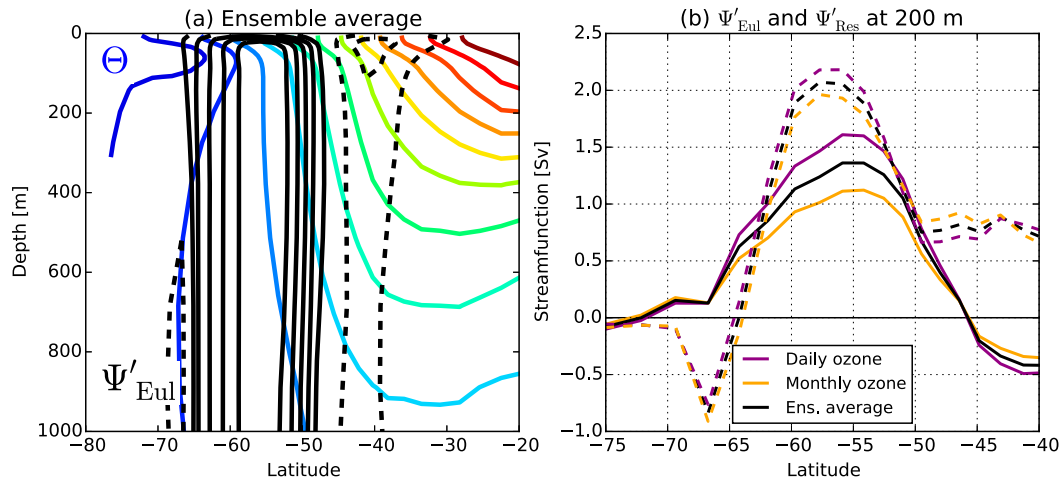 (a) Ensemble average
Θ
Ψ′Eul
0
200
400
600
800
1000
Depth [m]
−80 −70 −60 −50 −40 −30 −20
Latitude
(b) Ψ′Eul and Ψ′Res at 200 m
2.5
2.0
1.5
1.0
0.5
0.0
−0.5
−1.0
Streamfunction [Sv]
Daily ozone
Monthly ozone
Ens. average
−75 −70 −65 −60 −55 −50 −45 −40
Latitude